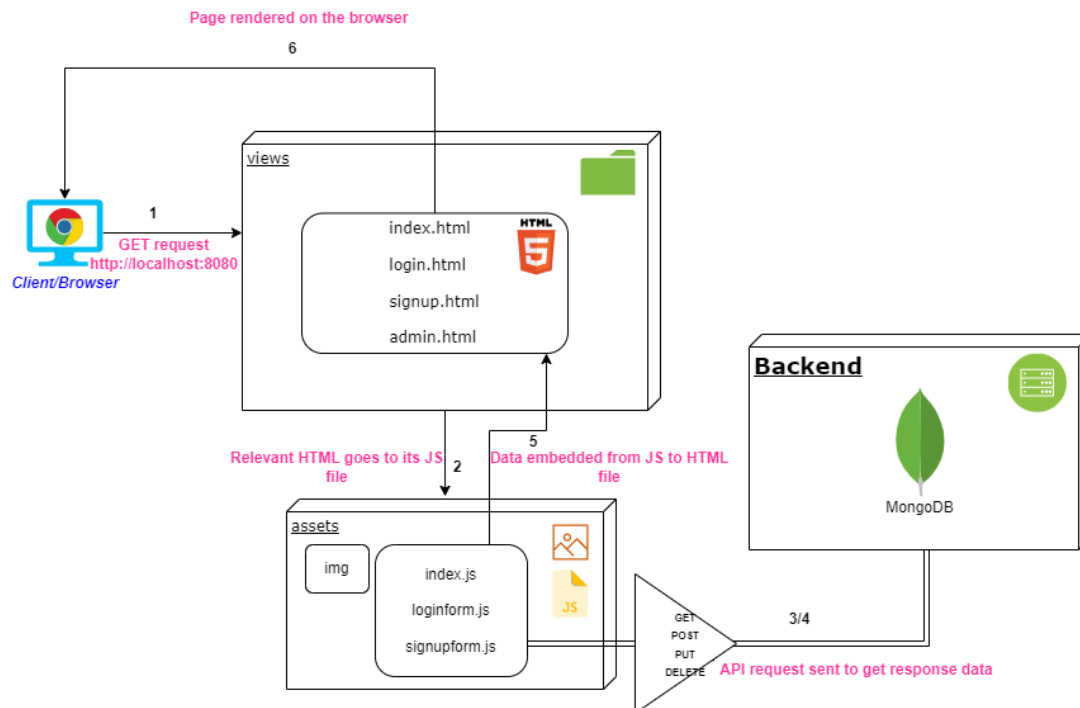 Page rendered on the browser
6
views
index.html
HTML
5
login.html
signup.html
admin.html
1
GET request
http://localhost:8080
Client/Browser
Backend
MongoDB
Relevant HTML goes to its JS
file
2
5
Data embedded from JS to HTML
file
assets
img
index.js
loginform.js
signupform.js
JS
GET
POST
PUT
DELETE
3/4
API request sent to get response data